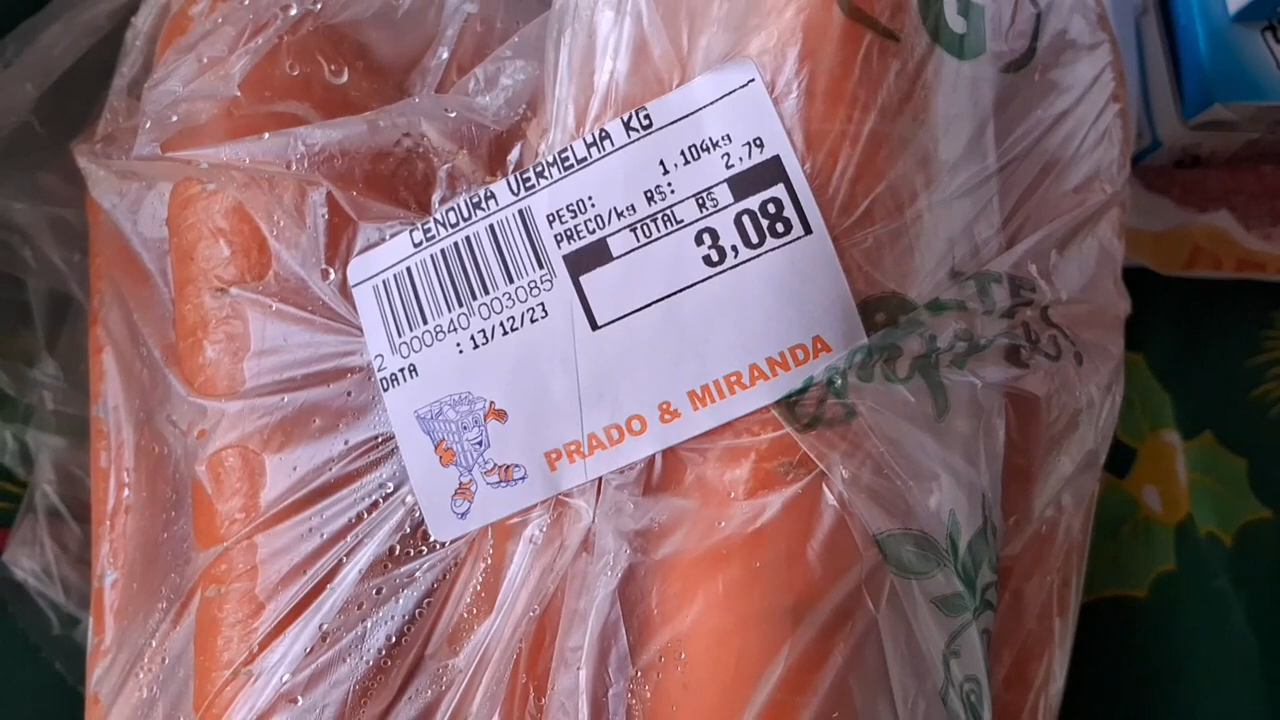 CENOURA VERMELHA KG
PESO: 1,104kg
PRECO/kg R$: 2,79
TOTAL R$
3,08
2 000840 003085
DATA : 13/12/23
PRADO & MIRANDA